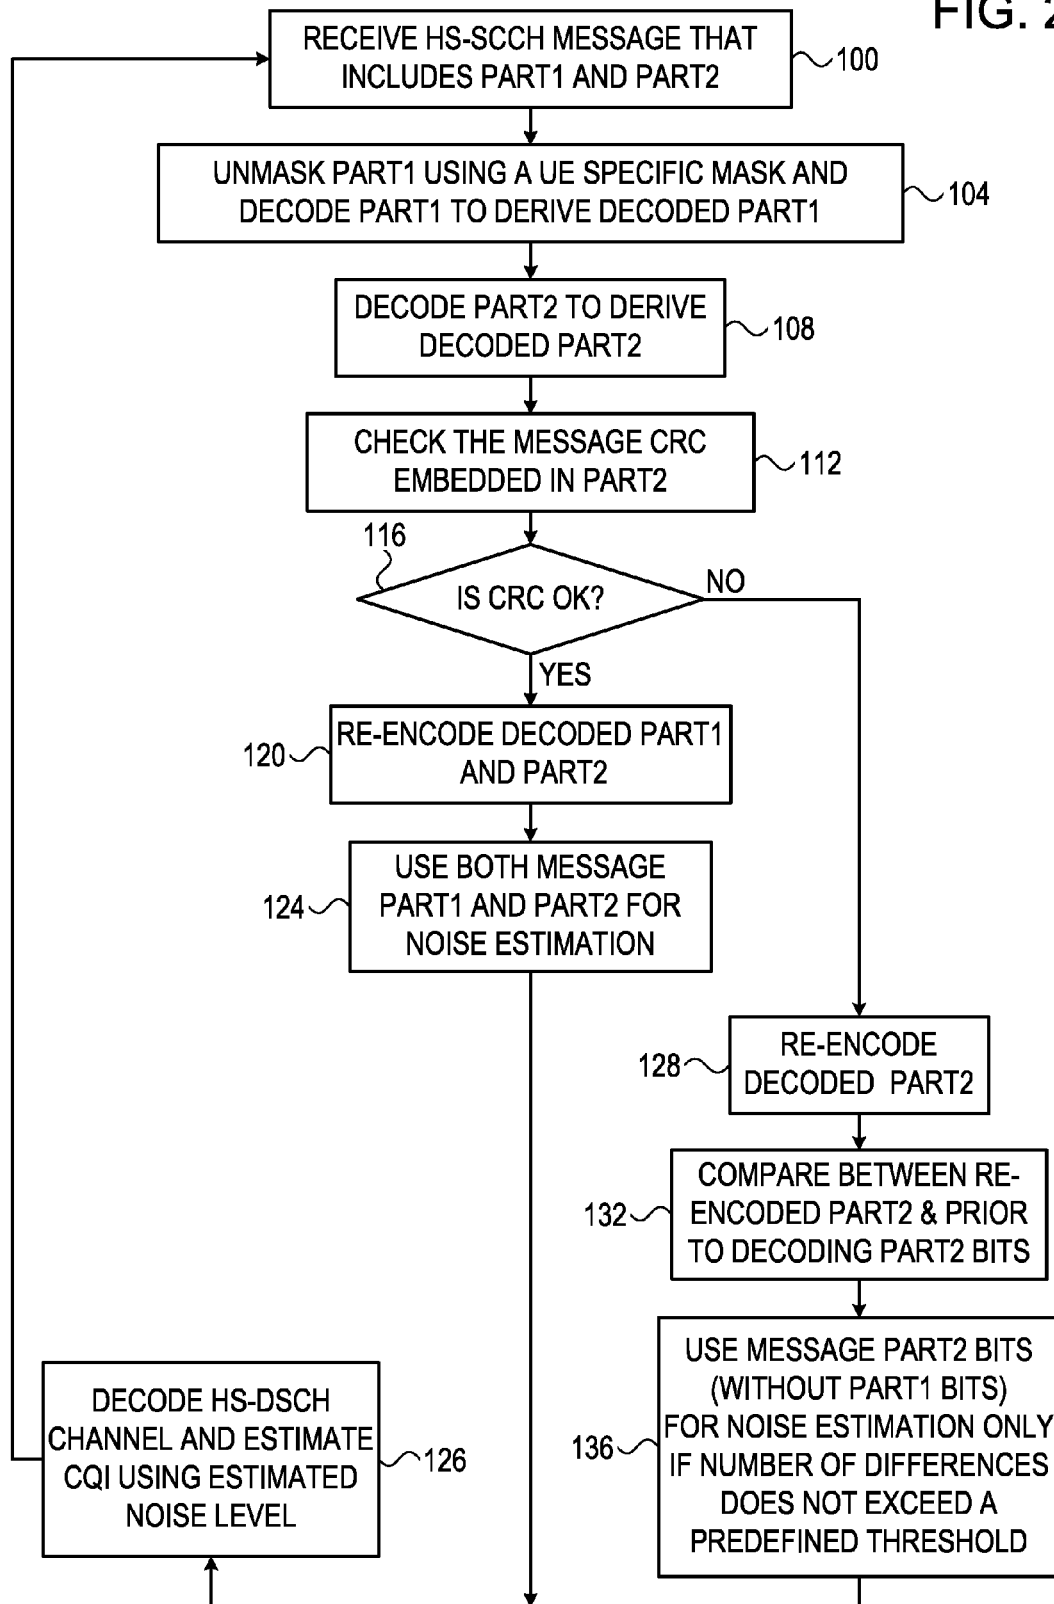 FIG. 2
RECEIVE HS-SCCH MESSAGE THAT
INCLUDES PART1 AND PART2
100
UNMASK PART1 USING A UE SPECIFIC MASK AND
DECODE PART1 TO DERIVE DECODED PART1
104
DECODE PART2 TO DERIVE
DECODED PART2
108
CHECK THE MESSAGE CRC
EMBEDDED IN PART2
112
116
IS CRC OK?
NO
YES
RE-ENCODE DECODED PART1
AND PART2
120
USE BOTH MESSAGE
PART1 AND PART2 FOR
NOISE ESTIMATION
124
RE-ENCODE
DECODED PART2
128
COMPARE BETWEEN RE-
ENCODED PART2 & PRIOR
TO DECODING PART2 BITS
132
USE MESSAGE PART2 BITS
(WITHOUT PART1 BITS)
FOR NOISE ESTIMATION ONLY
IF NUMBER OF DIFFERENCES
DOES NOT EXCEED A
PREDEFINED THRESHOLD
136
DECODE HS-DSCH
CHANNEL AND ESTIMATE
CQI USING ESTIMATED
NOISE LEVEL
126